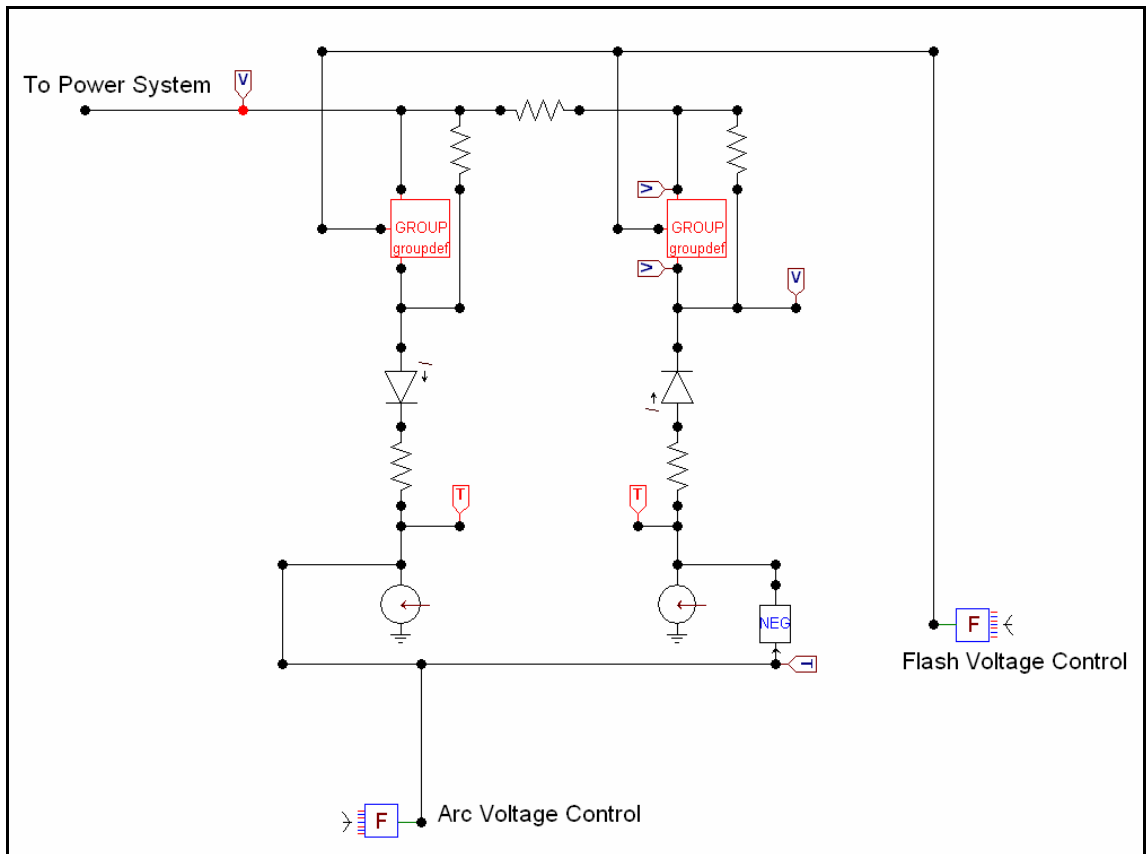 To Power System
V
GROUP
groupdef
V
GROUP
groupdef
V
V
I
I
T
T
NEG
T
F
Flash Voltage Control
F
Arc Voltage Control